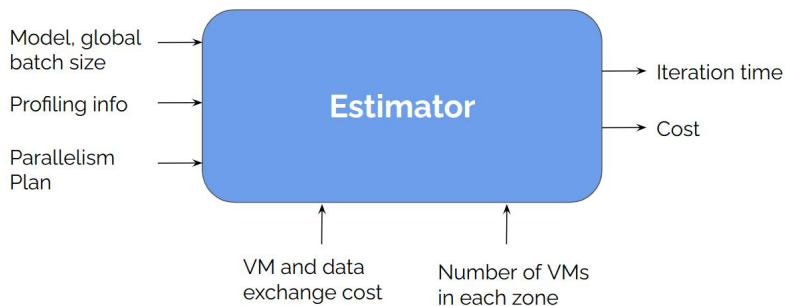 Model, global
batch size
Profiling info
Parallelism
Plan
Estimator
Iteration time
Cost
VM and data
exchange cost
Number of VMs
in each zone